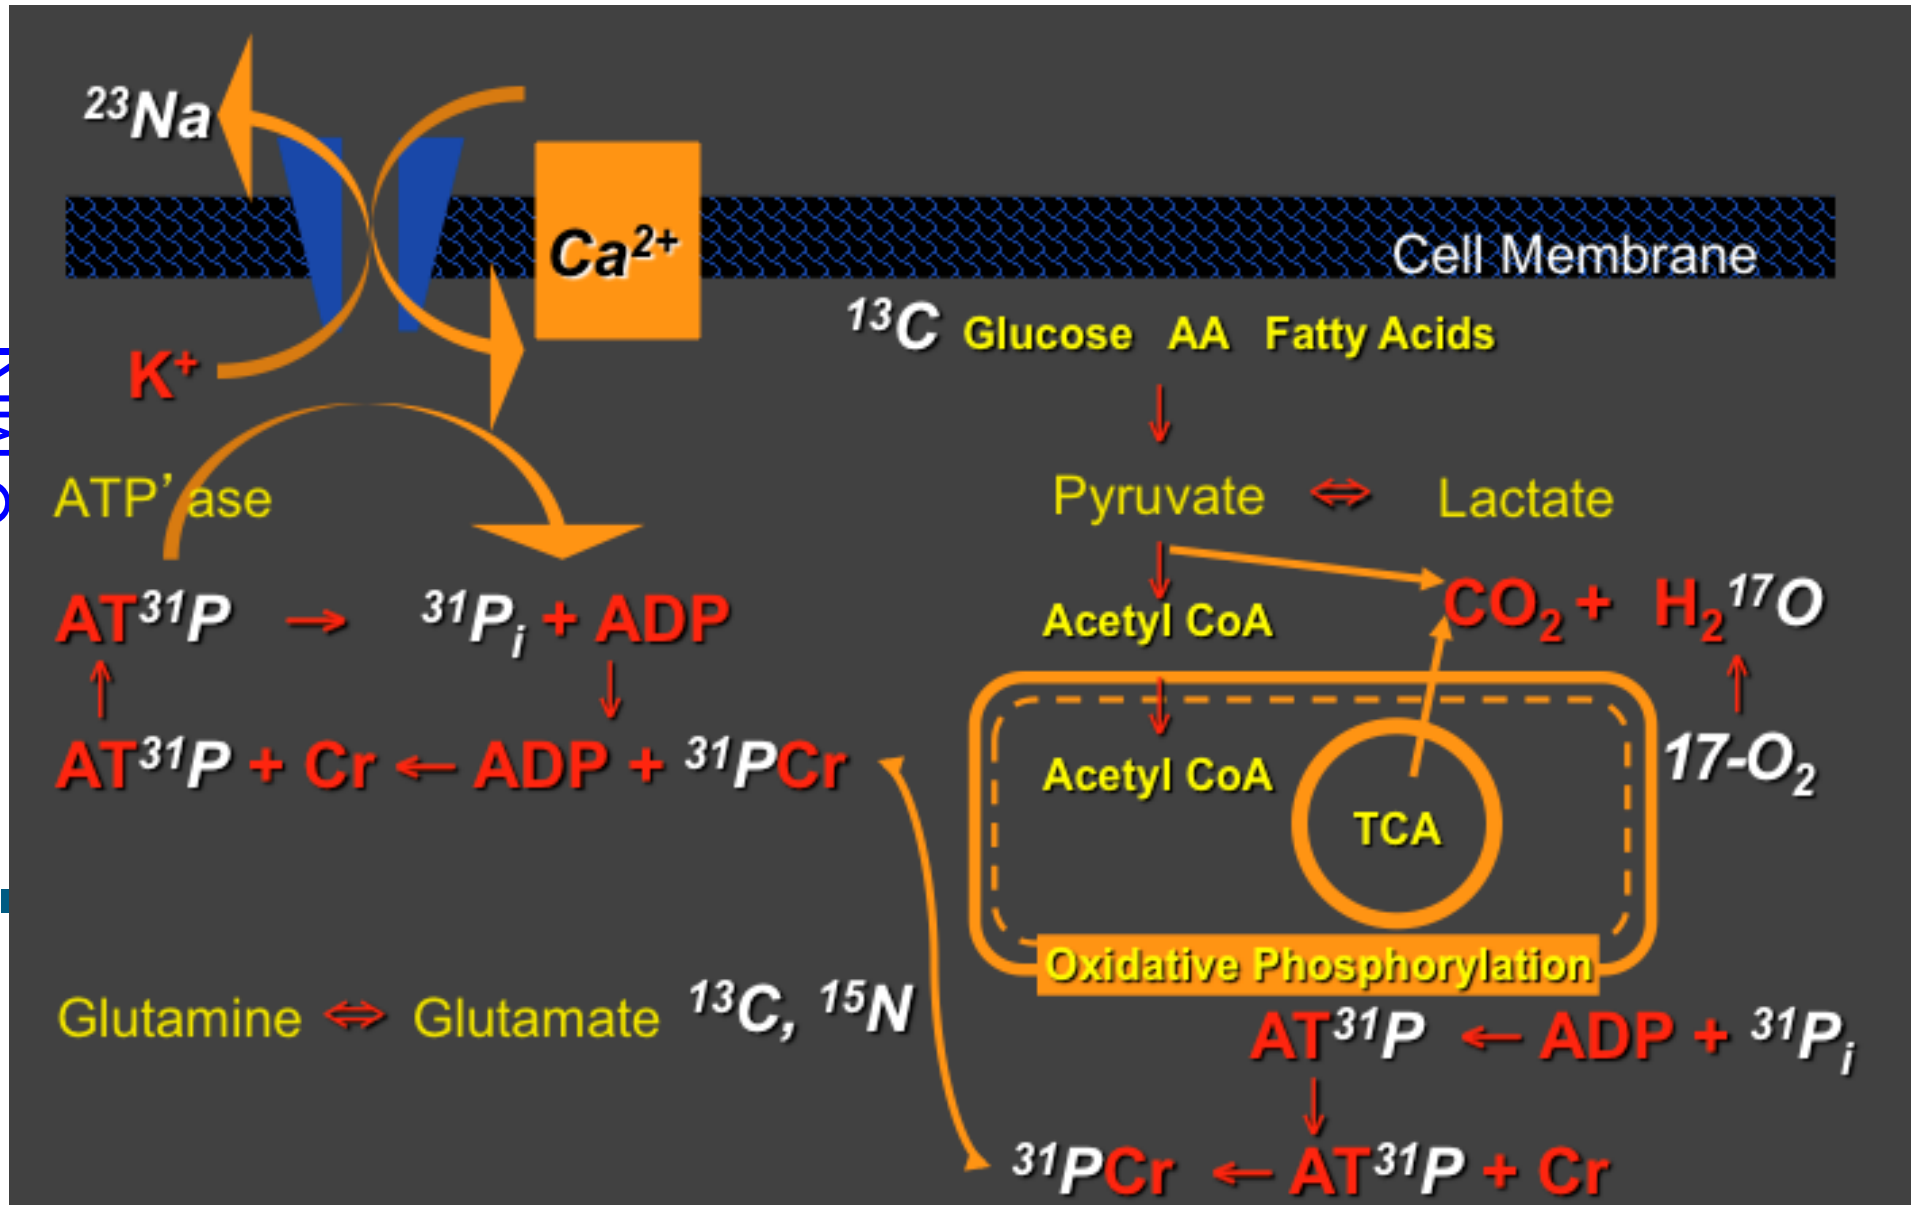 ²³Na
Ca²⁺
Cell Membrane
¹³C Glucose AA Fatty Acids
K⁺
ATP’ase
Pyruvate ⇔ Lactate
AT³¹P → ³¹Pᵢ + ADP
Acetyl CoA
CO₂ + H₂¹⁷O
AT³¹P + Cr ← ADP + ³¹PCr
Acetyl CoA
17-O₂
TCA
Oxidative Phosphorylation
Glutamine ⇔ Glutamate ¹³C, ¹⁵N
AT³¹P ← ADP + ³¹Pᵢ
³¹PCr ← AT³¹P + Cr